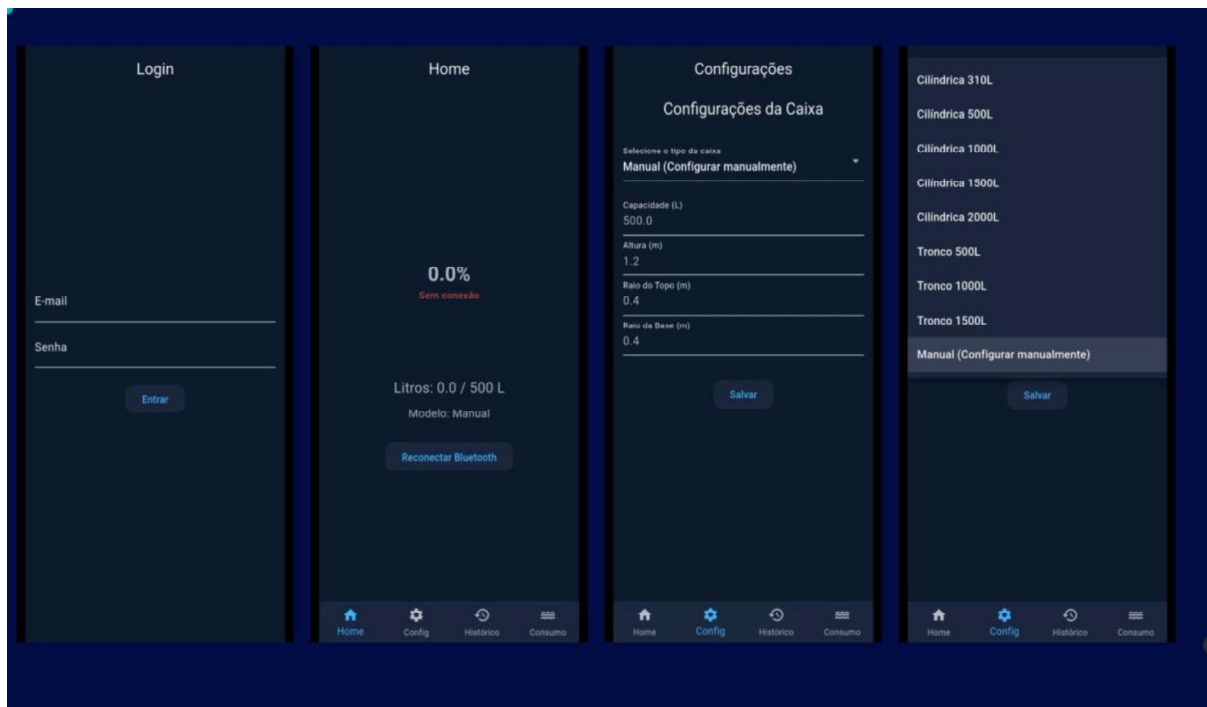 Login
E-mail
Senha
Entrar
Home
0.0%
Sem conexão
Litros: 0.0 / 500 L
Modelo: Manual
Reconectar Bluetooth
Home
Config
Histórico
Consumo
Configurações
Configurações da Caixa
Selecione o tipo da caixa
Manual (Configurar manualmente)
Capacidade (L)
500.0
Altura (m)
1.2
Raio do Topo (m)
0.4
Raio da Base (m)
0.4
Salvar
Home
Config
Histórico
Consumo
Cilíndrica 310L
Cilíndrica 500L
Cilíndrica 1000L
Cilíndrica 1500L
Cilíndrica 2000L
Tronco 500L
Tronco 1000L
Tronco 1500L
Manual (Configurar manualmente)
Salvar
Home
Config
Histórico
Consumo